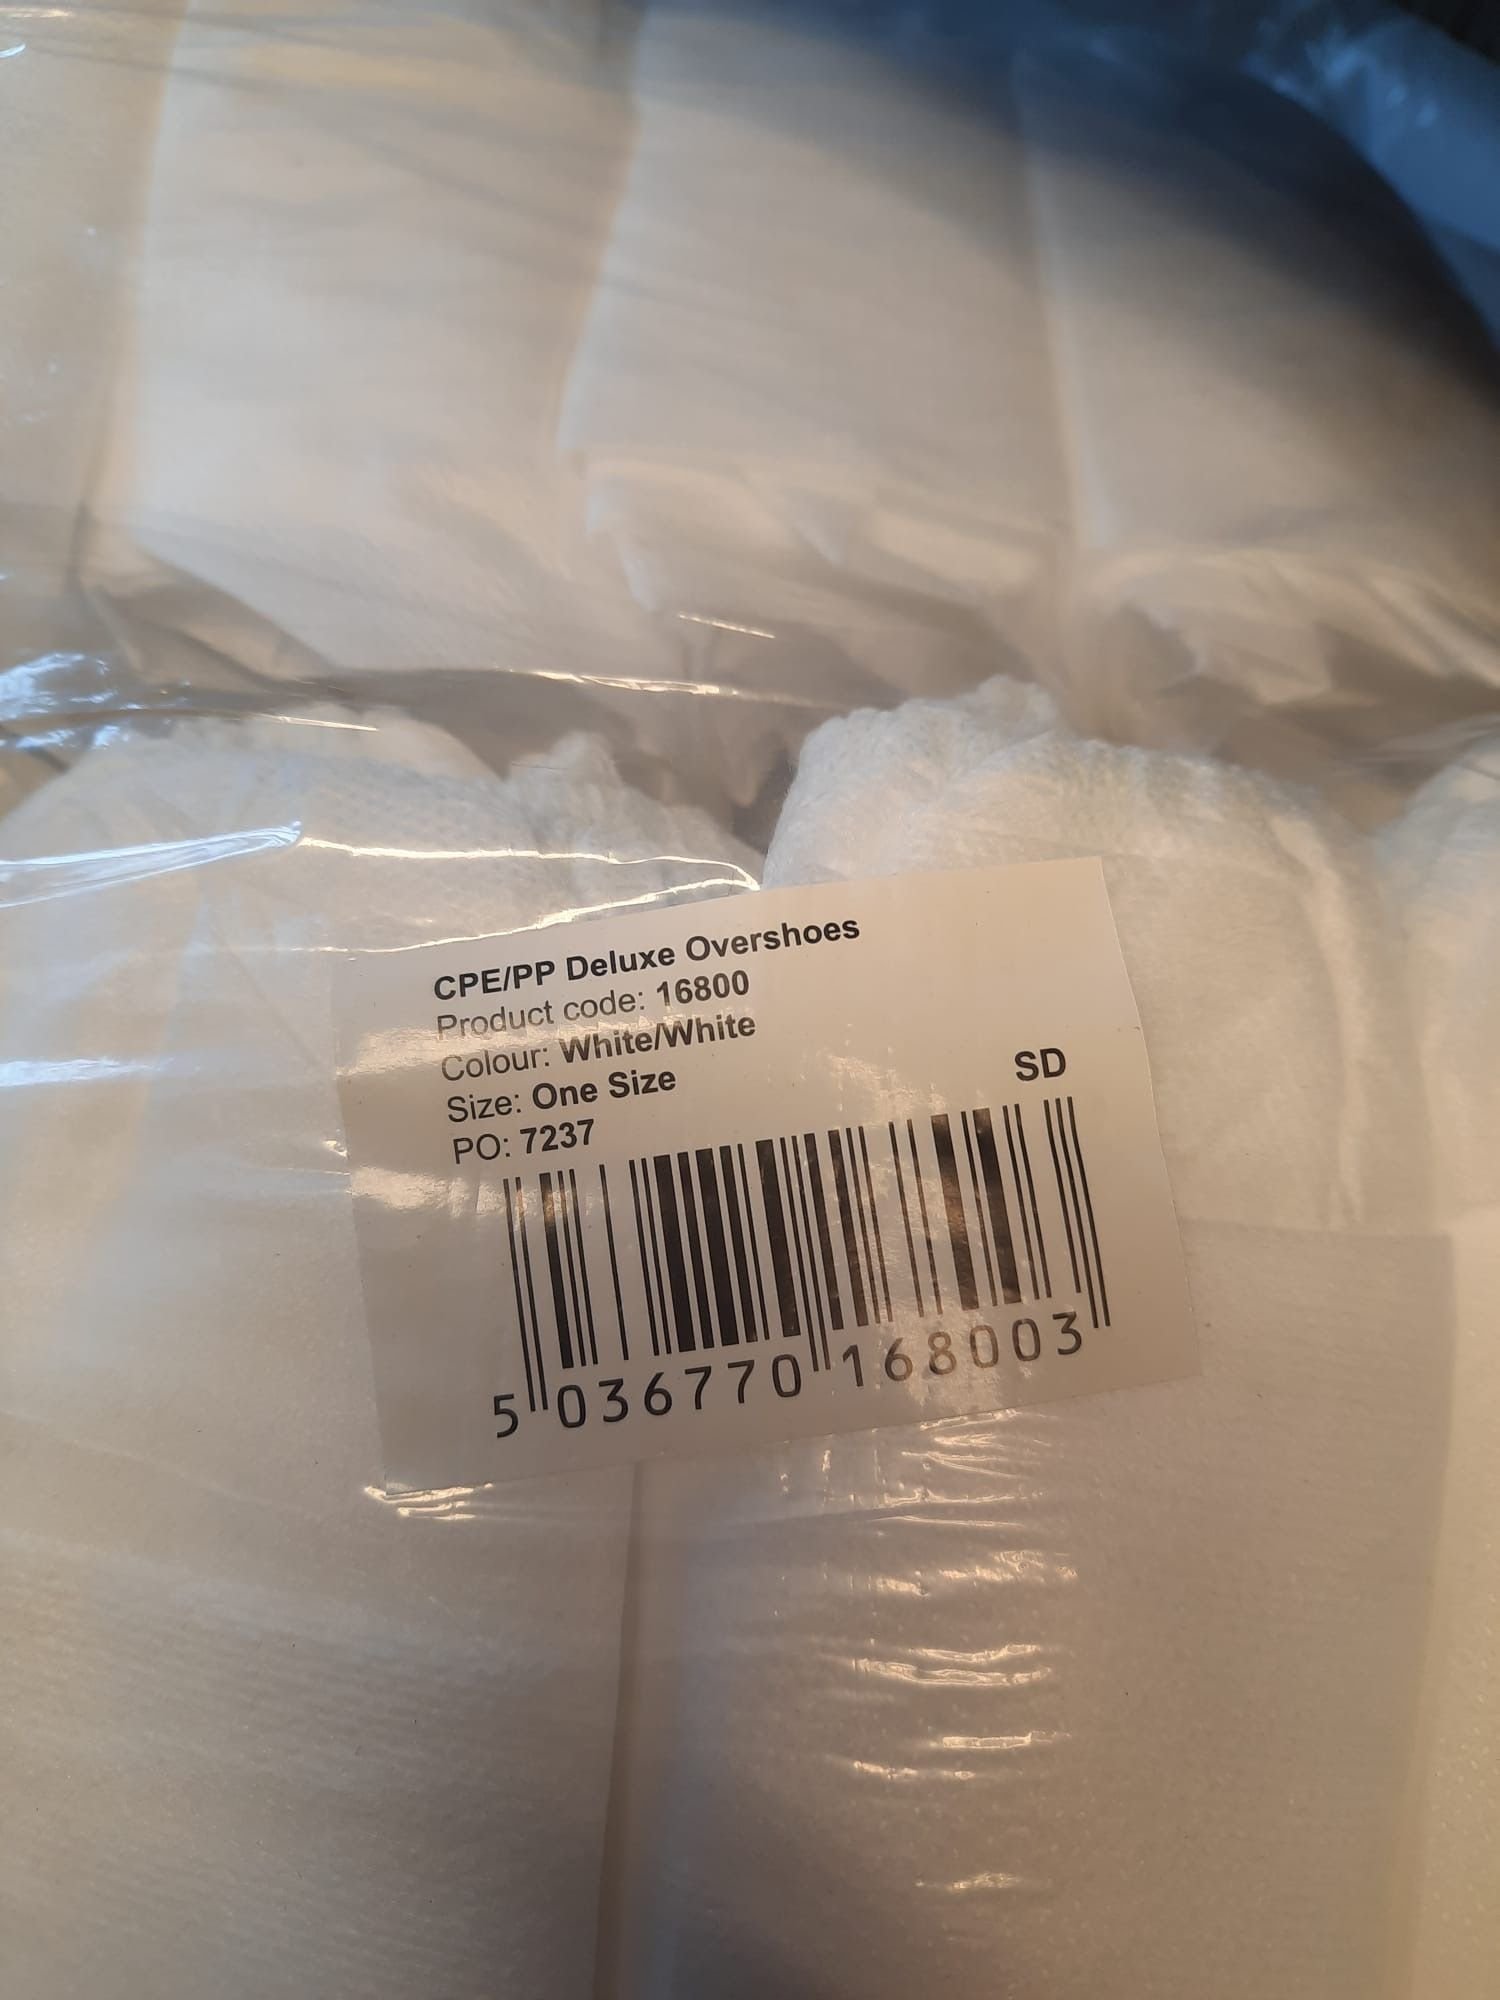 CPE/PP Deluxe Overshoes
Product code: 16800
Colour: White/White
Size: One Size
SD
PO: 7237
5 036770 168003